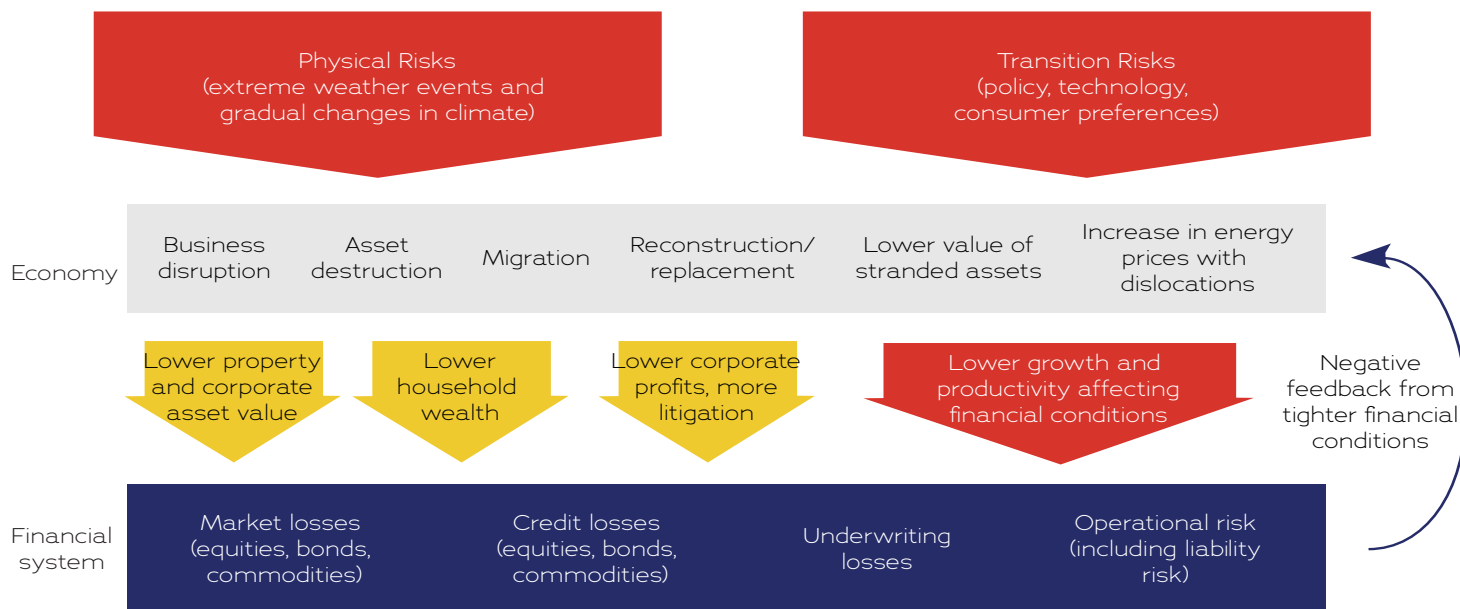 Physical Risks
(extreme weather events and
gradual changes in climate)
Transition Risks
(policy, technology,
consumer preferences)
Economy
Business
disruption
Asset
destruction
Migration
Reconstruction/
replacement
Lower value of
stranded assets
Increase in energy
prices with
dislocations
Lower property
and corporate
asset value
Lower
household
wealth
Lower corporate
profits, more
litigation
Lower growth and
productivity affecting
financial conditions
Negative
feedback from
tighter financial
conditions
Financial
system
Market losses
(equities, bonds,
commodities)
Credit losses
(equities, bonds,
commodities)
Underwriting
losses
Operational risk
(including liability
risk)